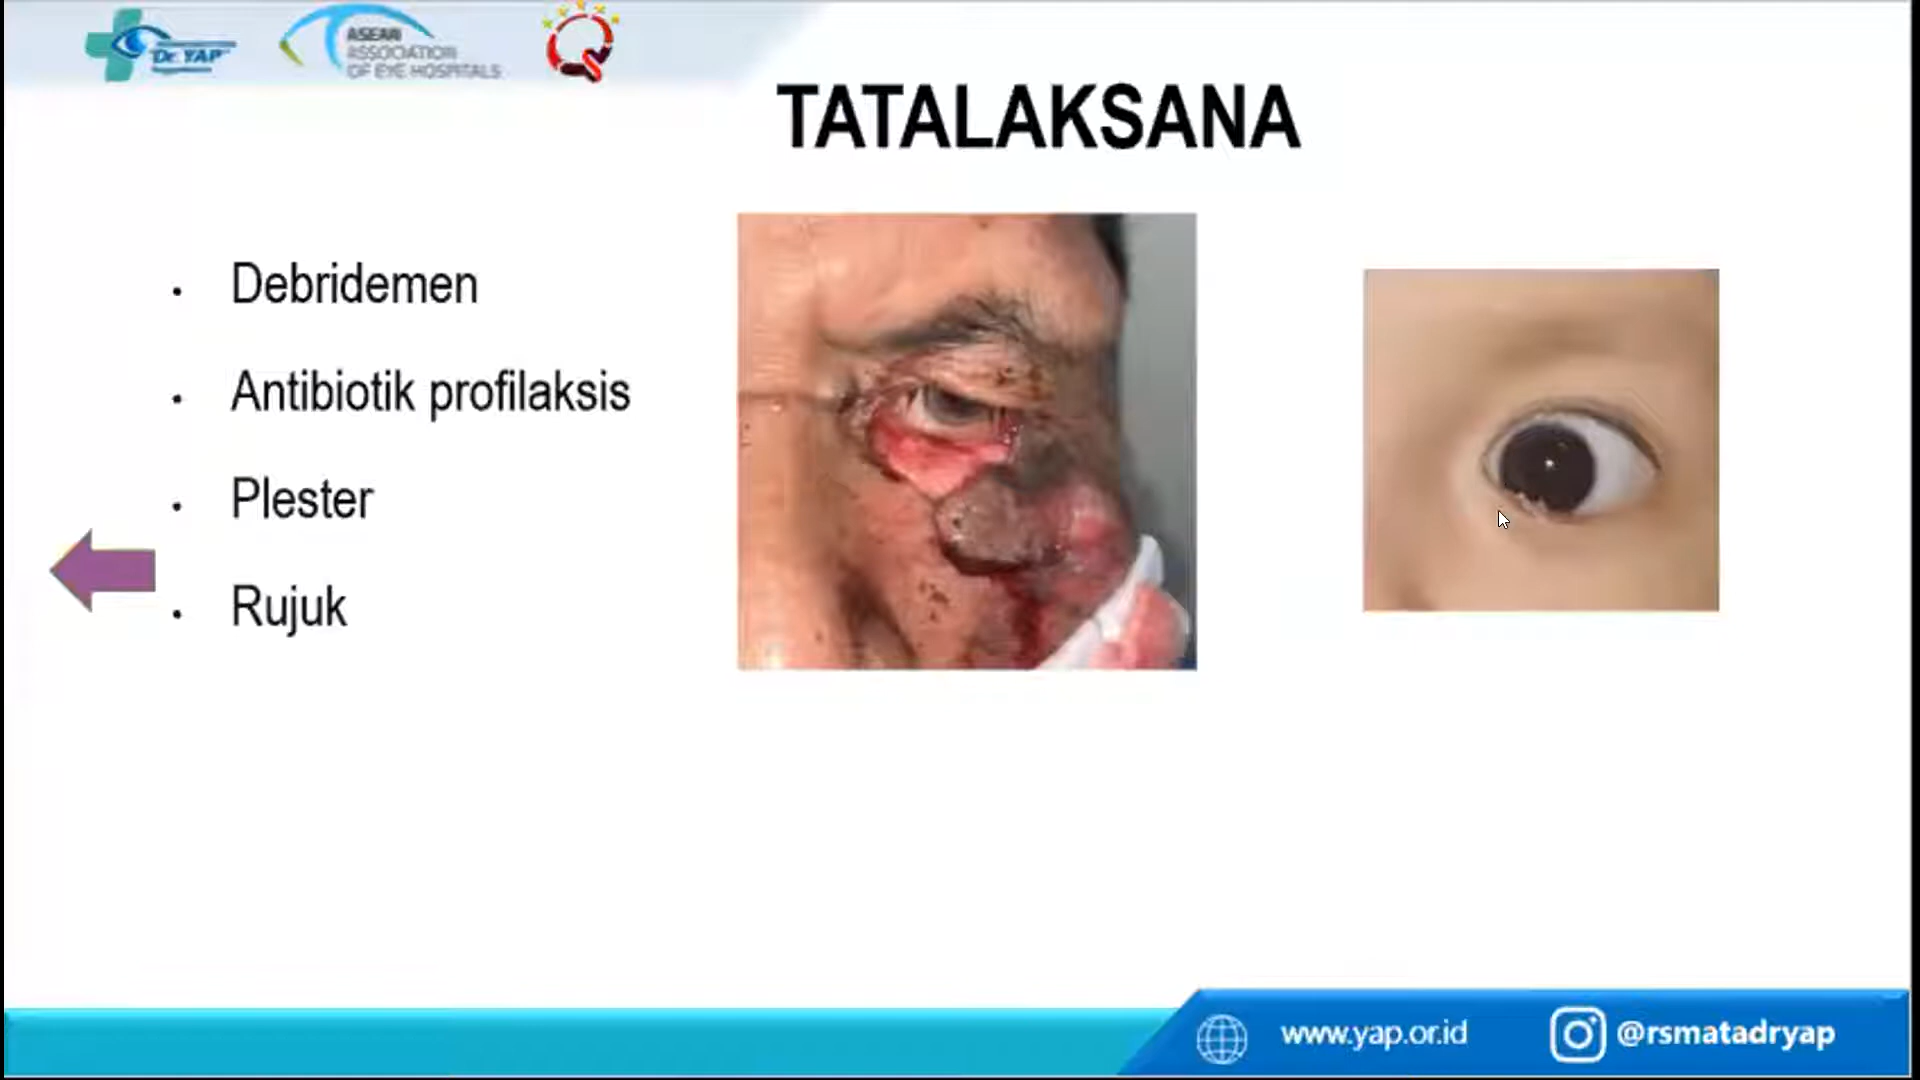 Dr. YAP
ASEAN
ASSOCIATION
OF EYE HOSPITALS
TATALAKSANA
• Debridemen
• Antibiotik profilaksis
• Plester
• Rujuk
www.yap.or.id
@rsmatadryap